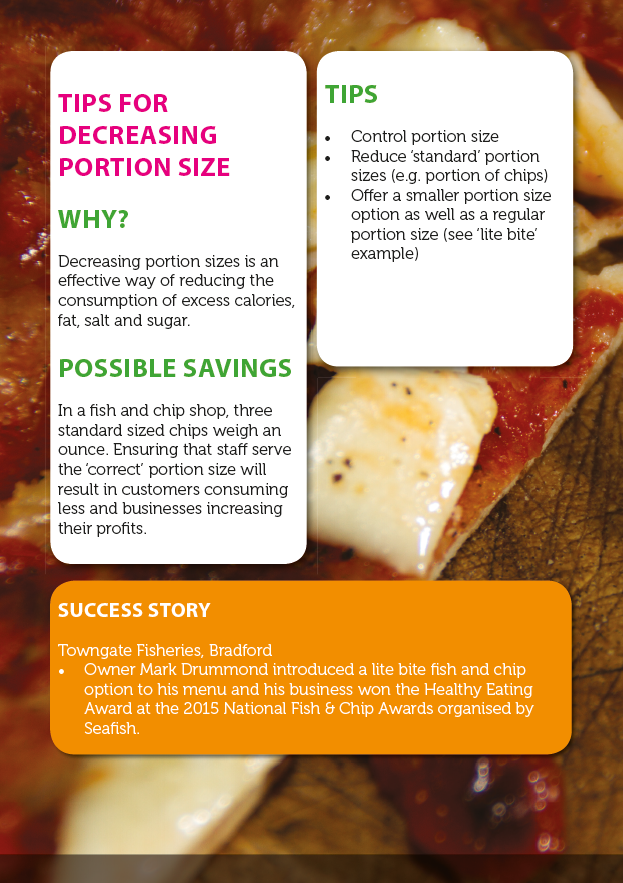 TIPS FOR
DECREASING
PORTION SIZE
WHY?
Decreasing portion sizes is an
effective way of reducing the
consumption of excess calories,
fat, salt and sugar.
POSSIBLE SAVINGS
In a fish and chip shop, three
standard sized chips weigh an
ounce. Ensuring that staff serve
the ‘correct’ portion size will
result in customers consuming
less and businesses increasing
their profits.
TIPS
• Control portion size
• Reduce ‘standard’ portion
sizes (e.g. portion of chips)
• Offer a smaller portion size
option as well as a regular
portion size (see ‘lite bite’
example)
SUCCESS STORY
Towngate Fisheries, Bradford
• Owner Mark Drummond introduced a lite bite fish and chip
option to his menu and his business won the Healthy Eating
Award at the 2015 National Fish & Chip Awards organised by
Seafish.